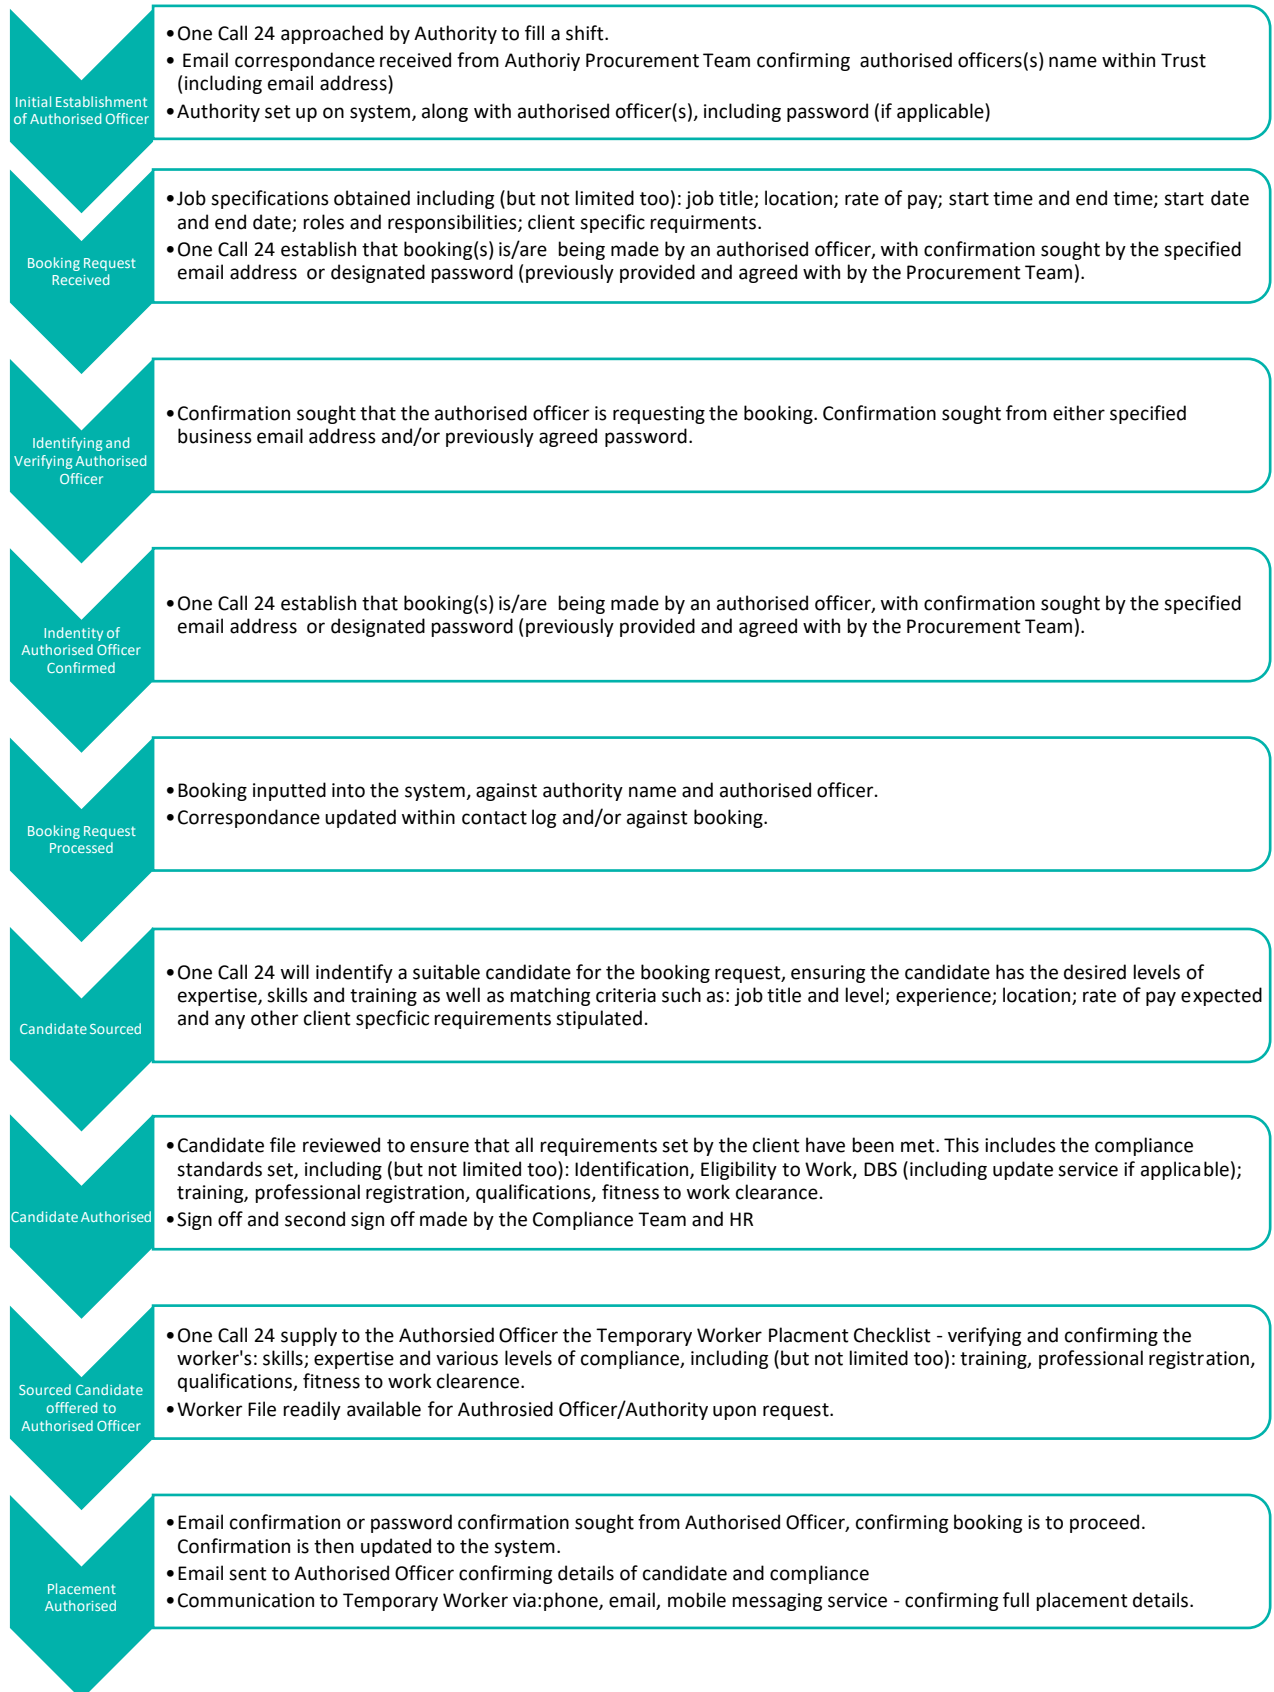 •One Call 24 approached by Authority to fill a shift.
• Email correspondance received from Authoriy Procurement Team confirming authorised officers(s) name within Trust
(including email address)
•Authority set up on system, along with authorised officer(s), including password (if applicable)
Initial Establishment
of Authorised Officer
•Job specifications obtained including (but not limited too): job title; location; rate of pay; start time and end time; start date
and end date; roles and responsibilities; client specific requirments.
•One Call 24 establish that booking(s) is/are being made by an authorised officer, with confirmation sought by the specified
email address or designated password (previously provided and agreed with by the Procurement Team).
Booking Request
Received
•Confirmation sought that the authorised officer is requesting the booking. Confirmation sought from either specified
business email address and/or previously agreed password.
Identifying and
Verifying Authorised
Officer
•One Call 24 establish that booking(s) is/are being made by an authorised officer, with confirmation sought by the specified
email address or designated password (previously provided and agreed with by the Procurement Team).
Indentity of
Authorised Officer
Confirmed
•Booking inputted into the system, against authority name and authorised officer.
•Correspondance updated within contact log and/or against booking.
Booking Request
Processed
•One Call 24 will indentify a suitable candidate for the booking request, ensuring the candidate has the desired levels of
expertise, skills and training as well as matching criteria such as: job title and level; experience; location; rate of pay expected
and any other client specficic requirements stipulated.
Candidate Sourced
•Candidate file reviewed to ensure that all requirements set by the client have been met. This includes the compliance
standards set, including (but not limited too): Identification, Eligibility to Work, DBS (including update service if applicable);
training, professional registration, qualifications, fitness to work clearance.
•Sign off and second sign off made by the Compliance Team and HR
Candidate Authorised
•One Call 24 supply to the Authorsied Officer the Temporary Worker Placment Checklist - verifying and confirming the
worker's: skills; expertise and various levels of compliance, including (but not limited too): training, professional registration,
qualifications, fitness to work clearence.
•Worker File readily available for Authrosied Officer/Authority upon request.
Sourced Candidate
offfered to
Authorised Officer
•Email confirmation or password confirmation sought from Authorised Officer, confirming booking is to proceed.
Confirmation is then updated to the system.
•Email sent to Authorised Officer confirming details of candidate and compliance
•Communication to Temporary Worker via:phone, email, mobile messaging service - confirming full placement details.
Placement
Authorised